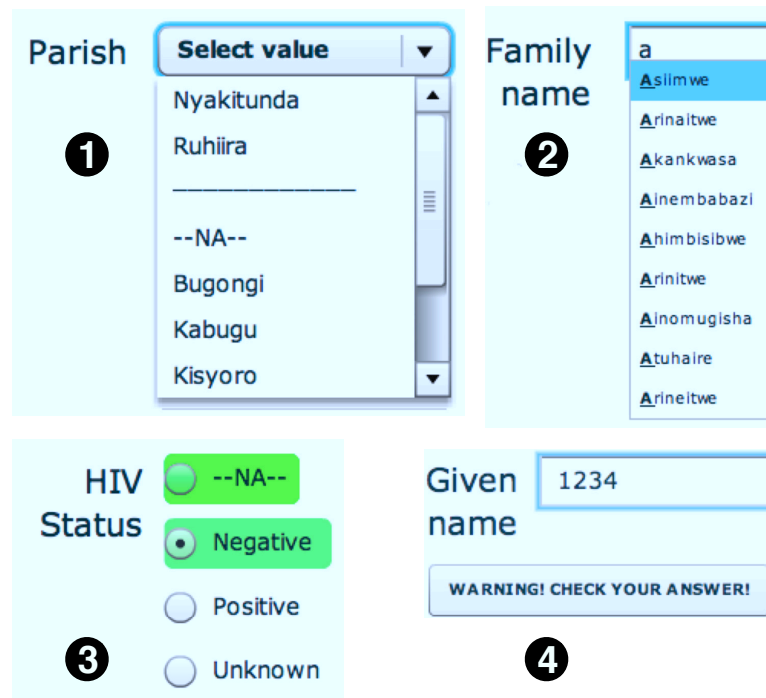 Parish
Select value
Nyakitunda
Ruhiira
--NA--
Bugongi
Kabugu
Kisyoro
1
Family
name
a
Asiimwe
Arinaitwe
Akankwasa
Ainembabazi
Ahimbisibwe
Arinitwe
Ainomugisha
Atuhaire
Arineitwe
2
HIV
Status
--NA--
Negative
Positive
Unknown
3
Given
name
1234
WARNING! CHECK YOUR ANSWER!
4